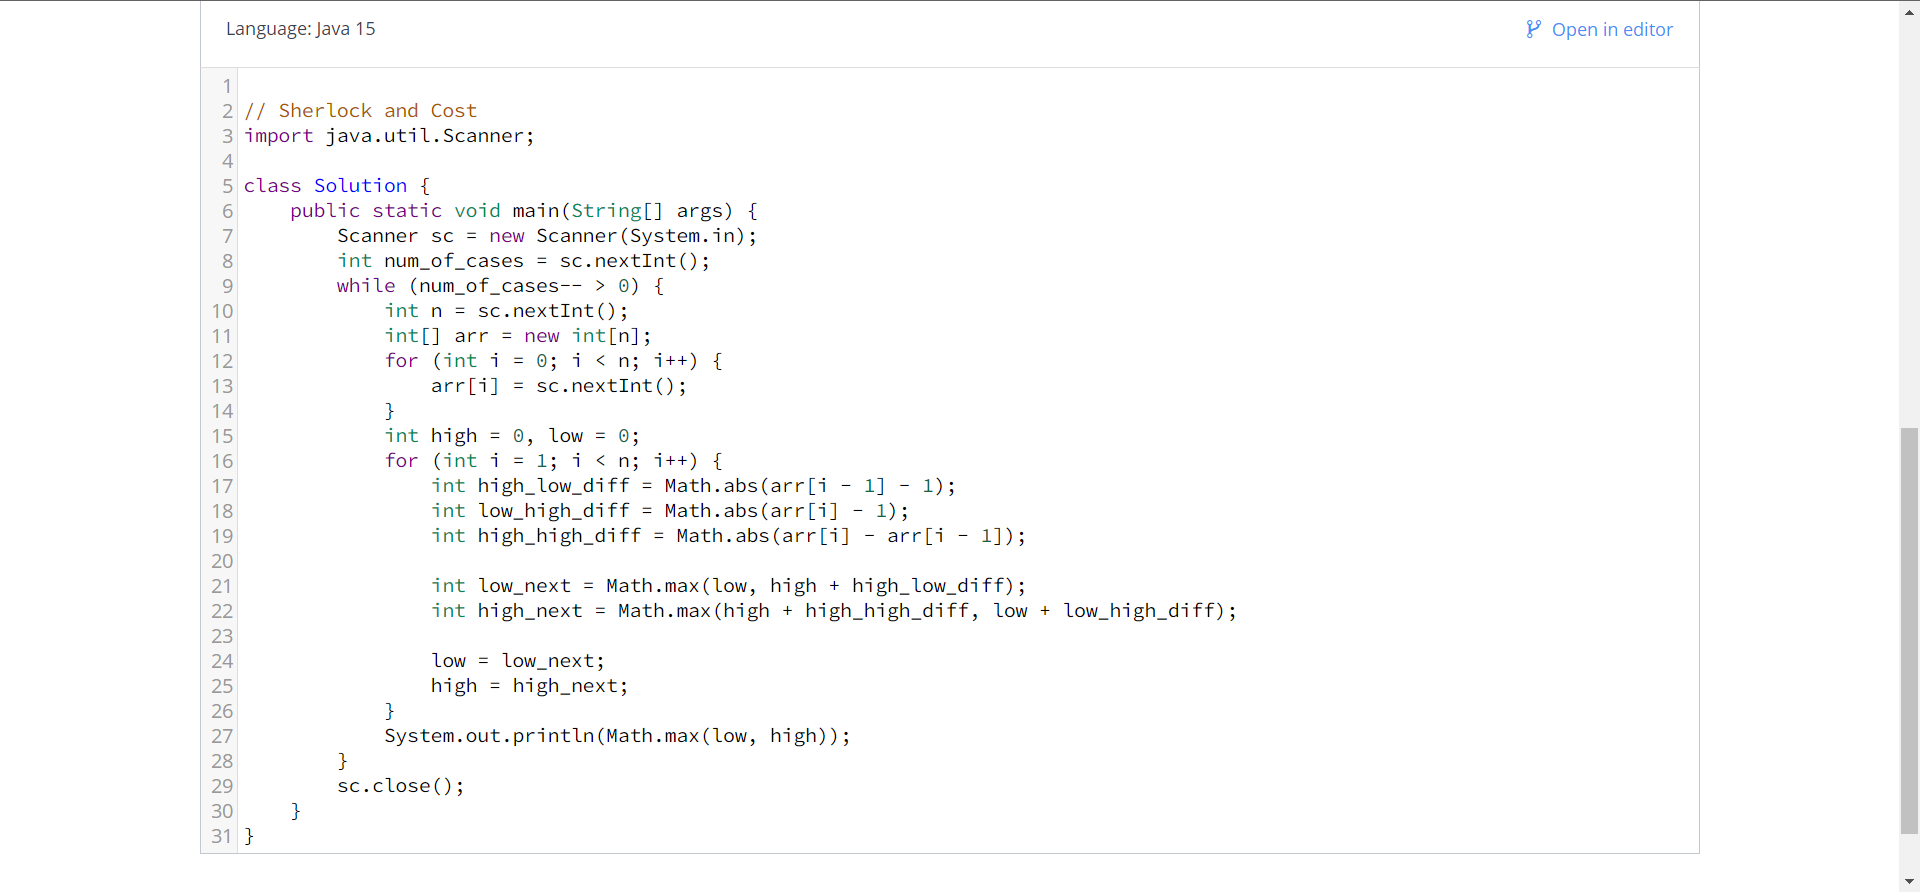 Language: Java 15
Open in editor
1
2 // Sherlock and Cost
3 import java.util.Scanner;
4
5 class Solution {
6     public static void main(String[] args) {
7         Scanner sc = new Scanner(System.in);
8         int num_of_cases = sc.nextInt();
9         while (num_of_cases-- > 0) {
10             int n = sc.nextInt();
11             int[] arr = new int[n];
12             for (int i = 0; i < n; i++) {
13                 arr[i] = sc.nextInt();
14             }
15             int high = 0, low = 0;
16             for (int i = 1; i < n; i++) {
17                 int high_low_diff = Math.abs(arr[i - 1] - 1);
18                 int low_high_diff = Math.abs(arr[i] - 1);
19                 int high_high_diff = Math.abs(arr[i] - arr[i - 1]);
20
21                 int low_next = Math.max(low, high + high_low_diff);
22                 int high_next = Math.max(high + high_high_diff, low + low_high_diff);
23
24                 low = low_next;
25                 high = high_next;
26             }
27             System.out.println(Math.max(low, high));
28         }
29         sc.close();
30     }
31 }